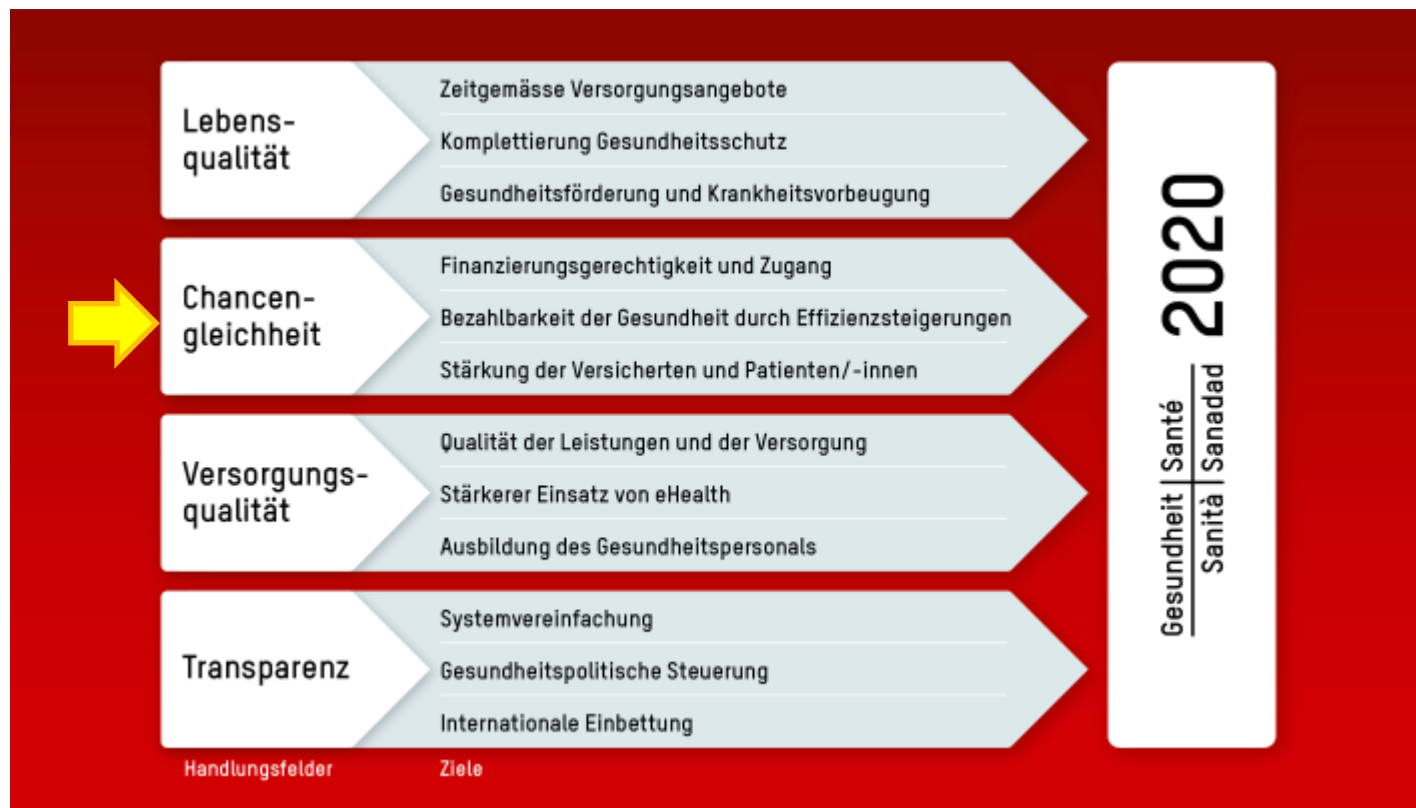 Lebens-
qualität
Zeitgemässe Versorgungsangebote
Komplettierung Gesundheitsschutz
Gesundheitsförderung und Krankheitsvorbeugung
Chancen-
gleichheit
Finanzierungsgerechtigkeit und Zugang
Bezahlbarkeit der Gesundheit durch Effizienzsteigerungen
Stärkung der Versicherten und Patienten/-innen
Versorgungs-
qualität
Qualität der Leistungen und der Versorgung
Stärkerer Einsatz von eHealth
Ausbildung des Gesundheitspersonals
Transparenz
Systemvereinfachung
Gesundheitspolitische Steuerung
Internationale Einbettung
Handlungsfelder
Ziele
Gesundheit Santé
Sanità Sanadad
2020